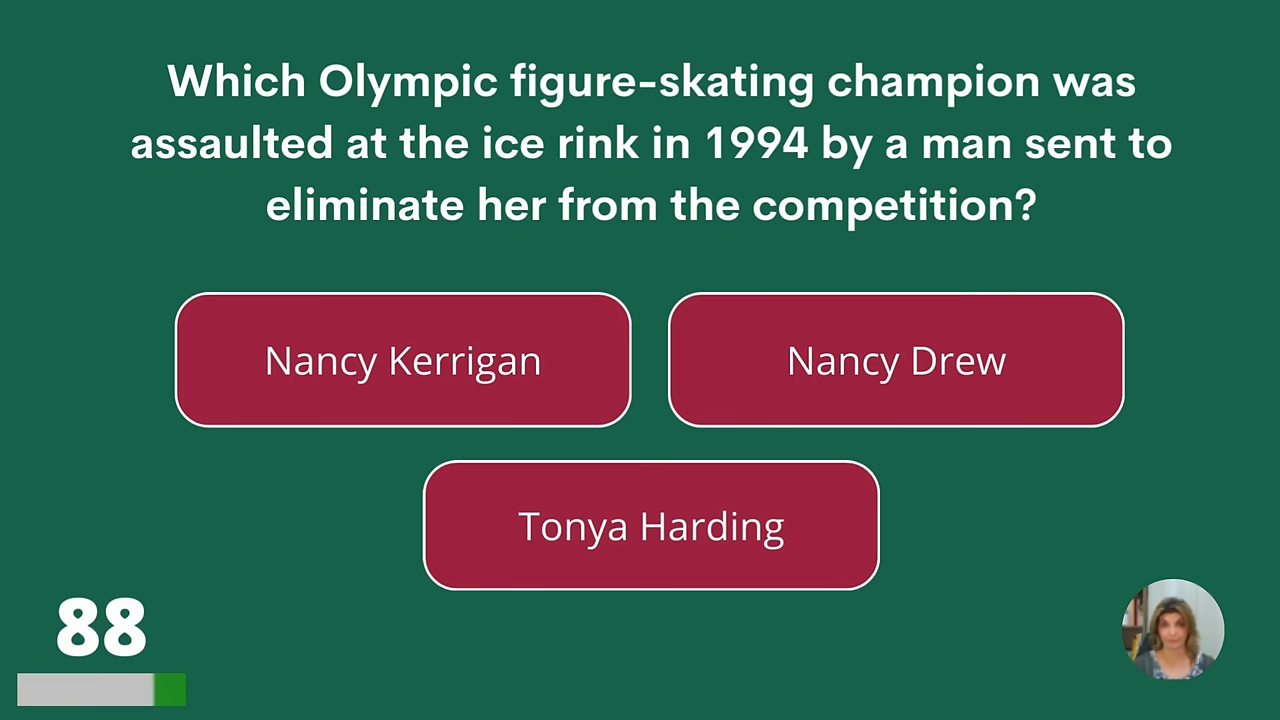 Which Olympic figure-skating champion was
assaulted at the ice rink in 1994 by a man sent to
eliminate her from the competition?
Nancy Kerrigan
Nancy Drew
Tonya Harding
88